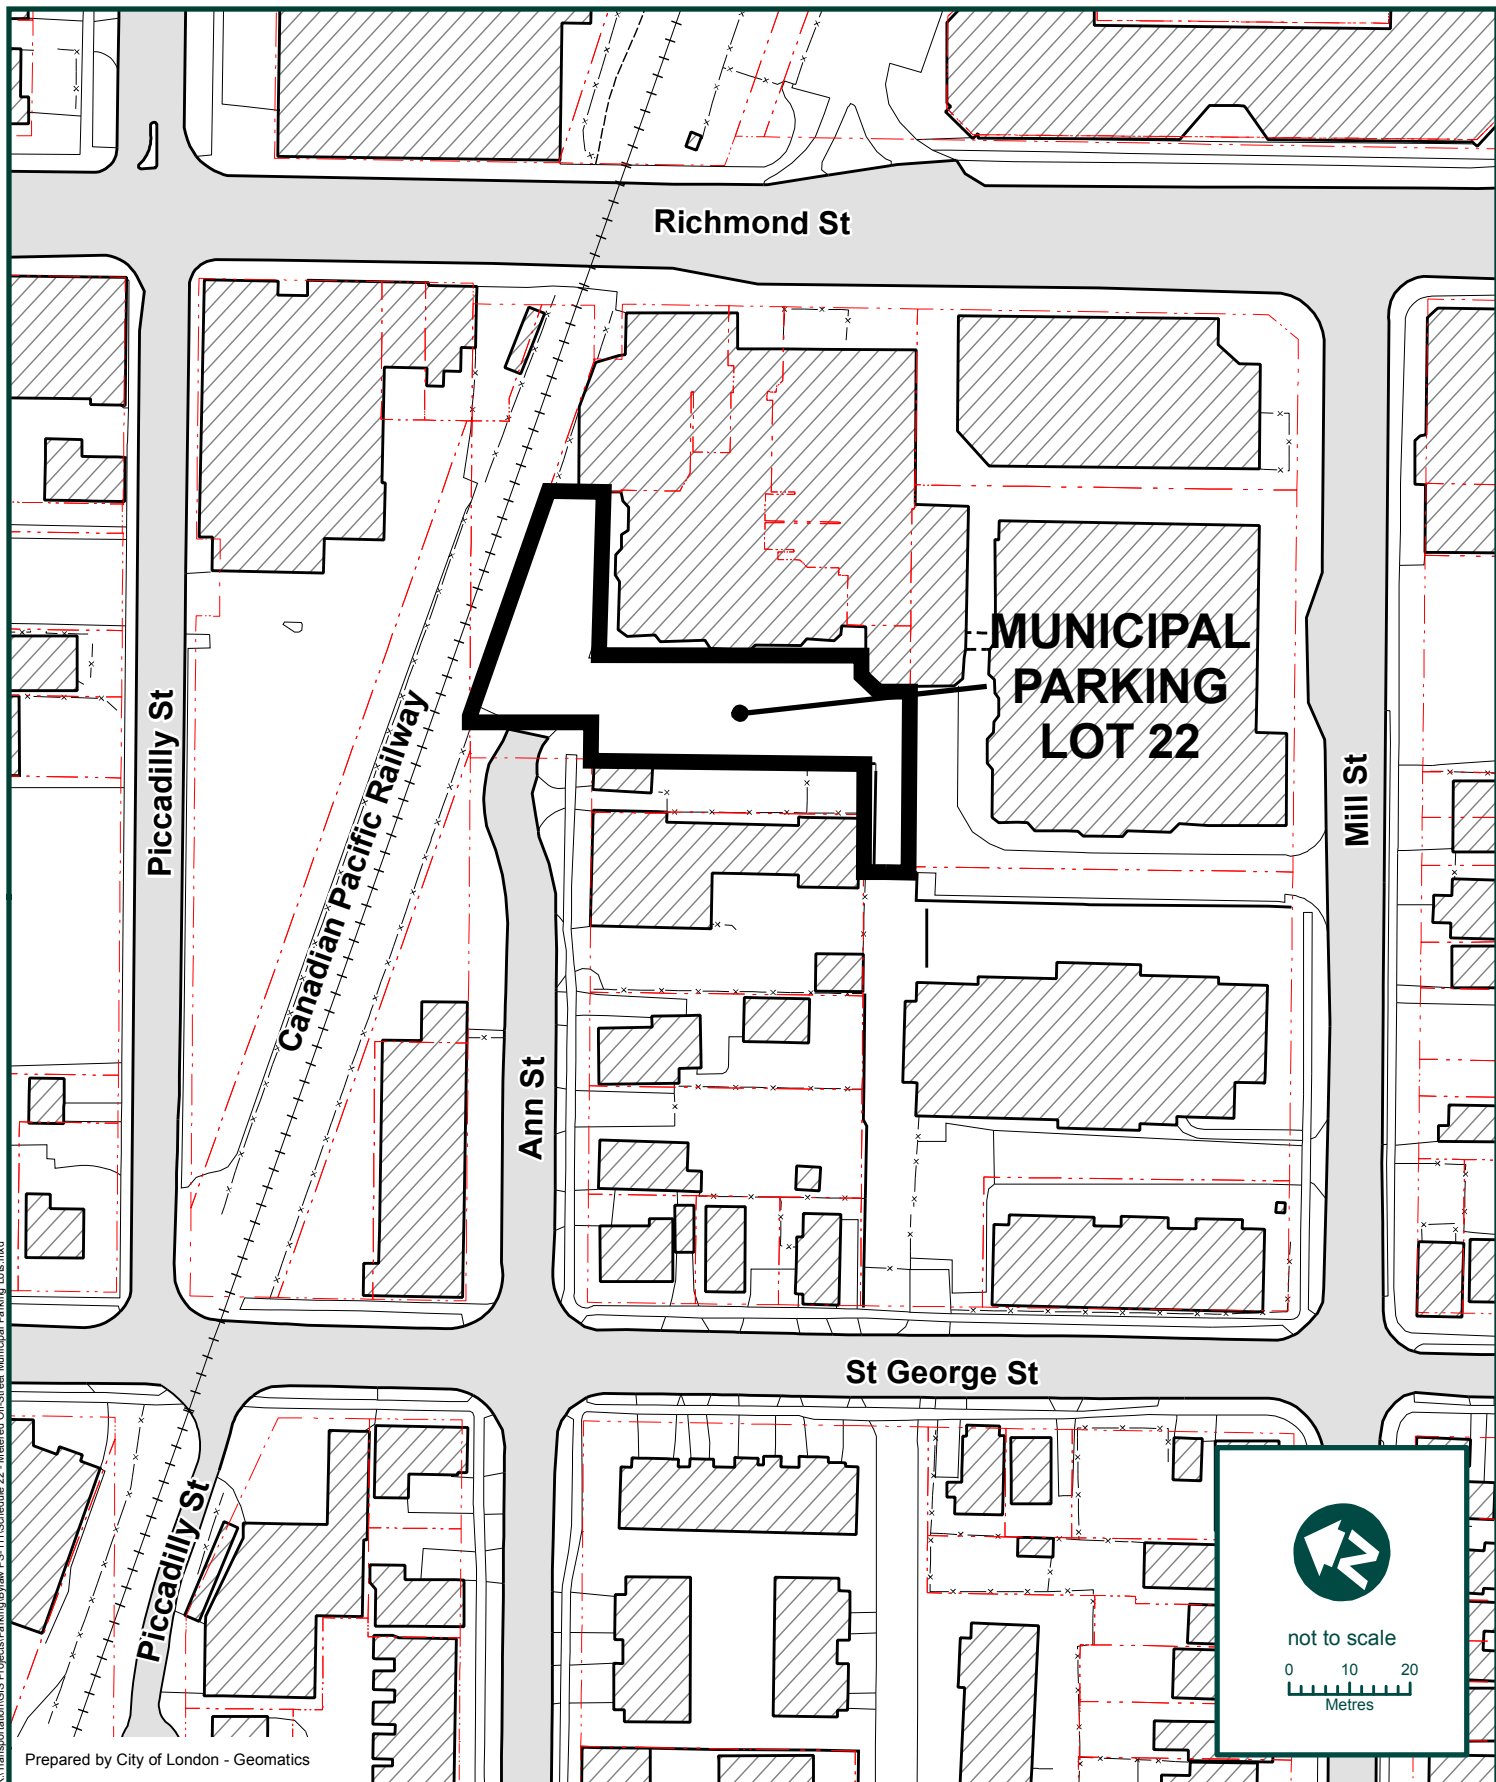 Richmond St
MUNICIPAL
PARKING
LOT 22
Piccadilly St
Canadian Pacific Railway
Mill St
Ann St
St George St
Piccadilly St
N
not to scale
0 10 20
Metres
Prepared by City of London - Geomatics